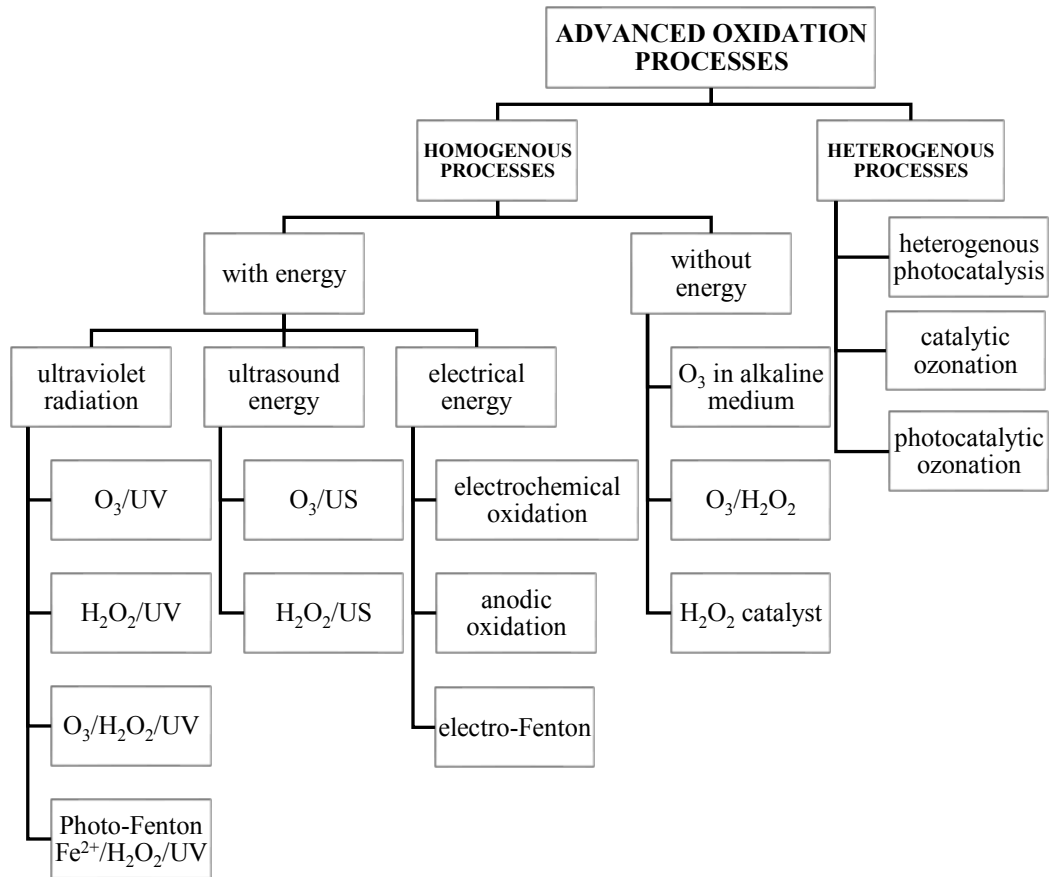 ADVANCED OXIDATION
PROCESSES
HOMOGENOUS
PROCESSES
HETEROGENOUS
PROCESSES
with energy
without
energy
heterogenous
photocatalysis
catalytic
ozonation
photocatalytic
ozonation
ultraviolet
radiation
ultrasound
energy
electrical
energy
O₃ in alkaline
medium
O₃/UV
O₃/US
electrochemical
oxidation
O₃/H₂O₂
H₂O₂/UV
H₂O₂/US
anodic
oxidation
H₂O₂ catalyst
O₃/H₂O₂/UV
electro-Fenton
Photo-Fenton
Fe²⁺/H₂O₂/UV